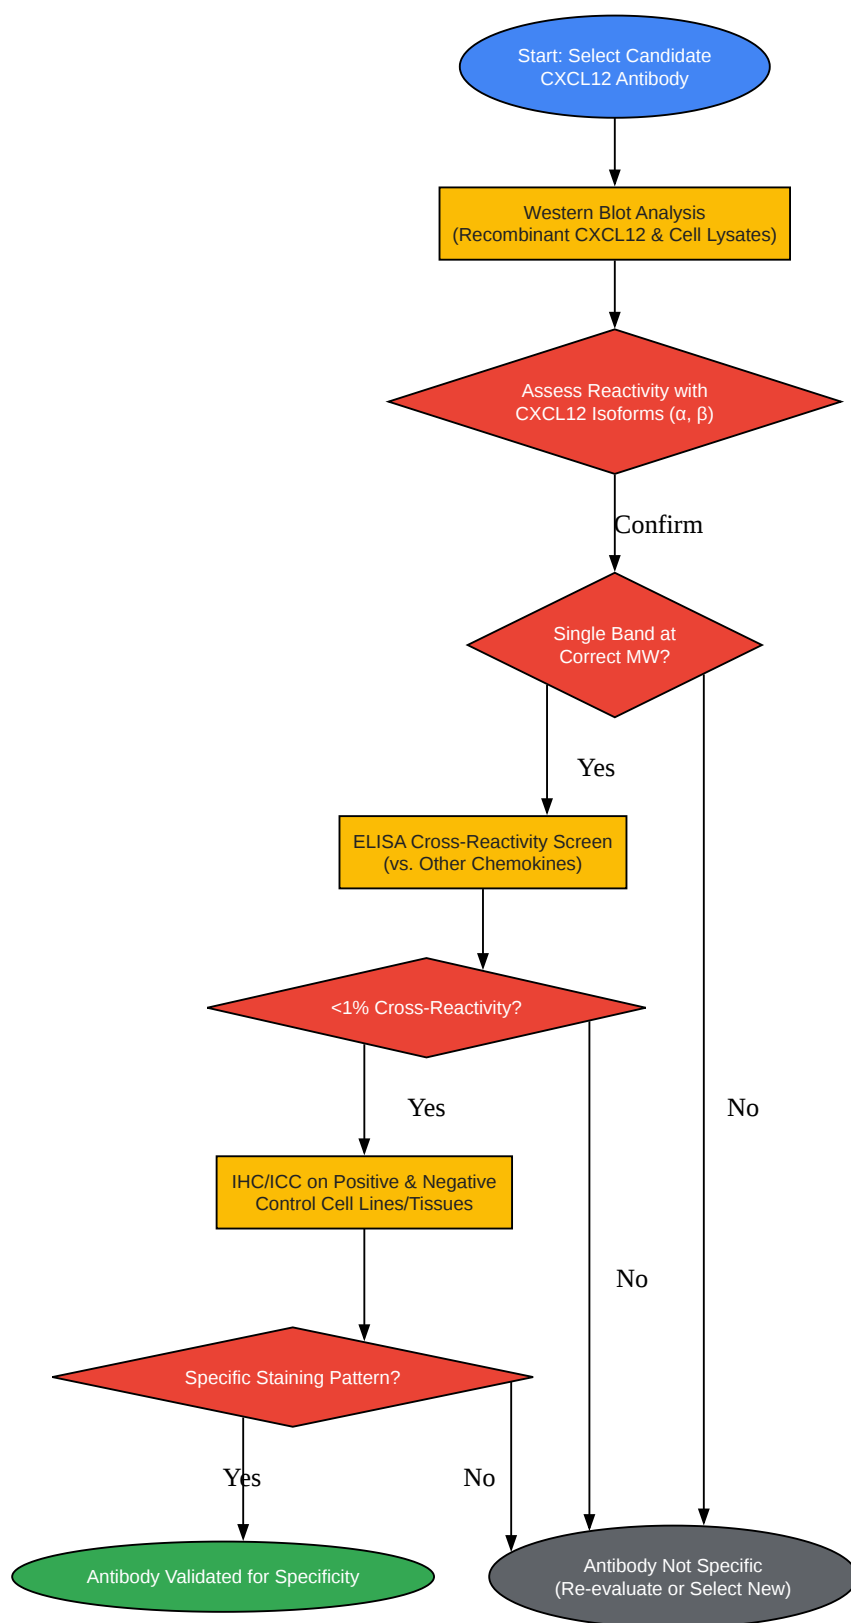 Start: Select Candidate
CXCL12 Antibody
Western Blot Analysis
(Recombinant CXCL12 & Cell Lysates)
Assess Reactivity with
CXCL12 Isoforms (α, β)
Confirm
Single Band at
Correct MW?
Yes
ELISA Cross-Reactivity Screen
(vs. Other Chemokines)
<1% Cross-Reactivity?
Yes
No
IHC/ICC on Positive & Negative
Control Cell Lines/Tissues
No
Specific Staining Pattern?
Yes
No
Antibody Validated for Specificity
Antibody Not Specific
(Re-evaluate or Select New)